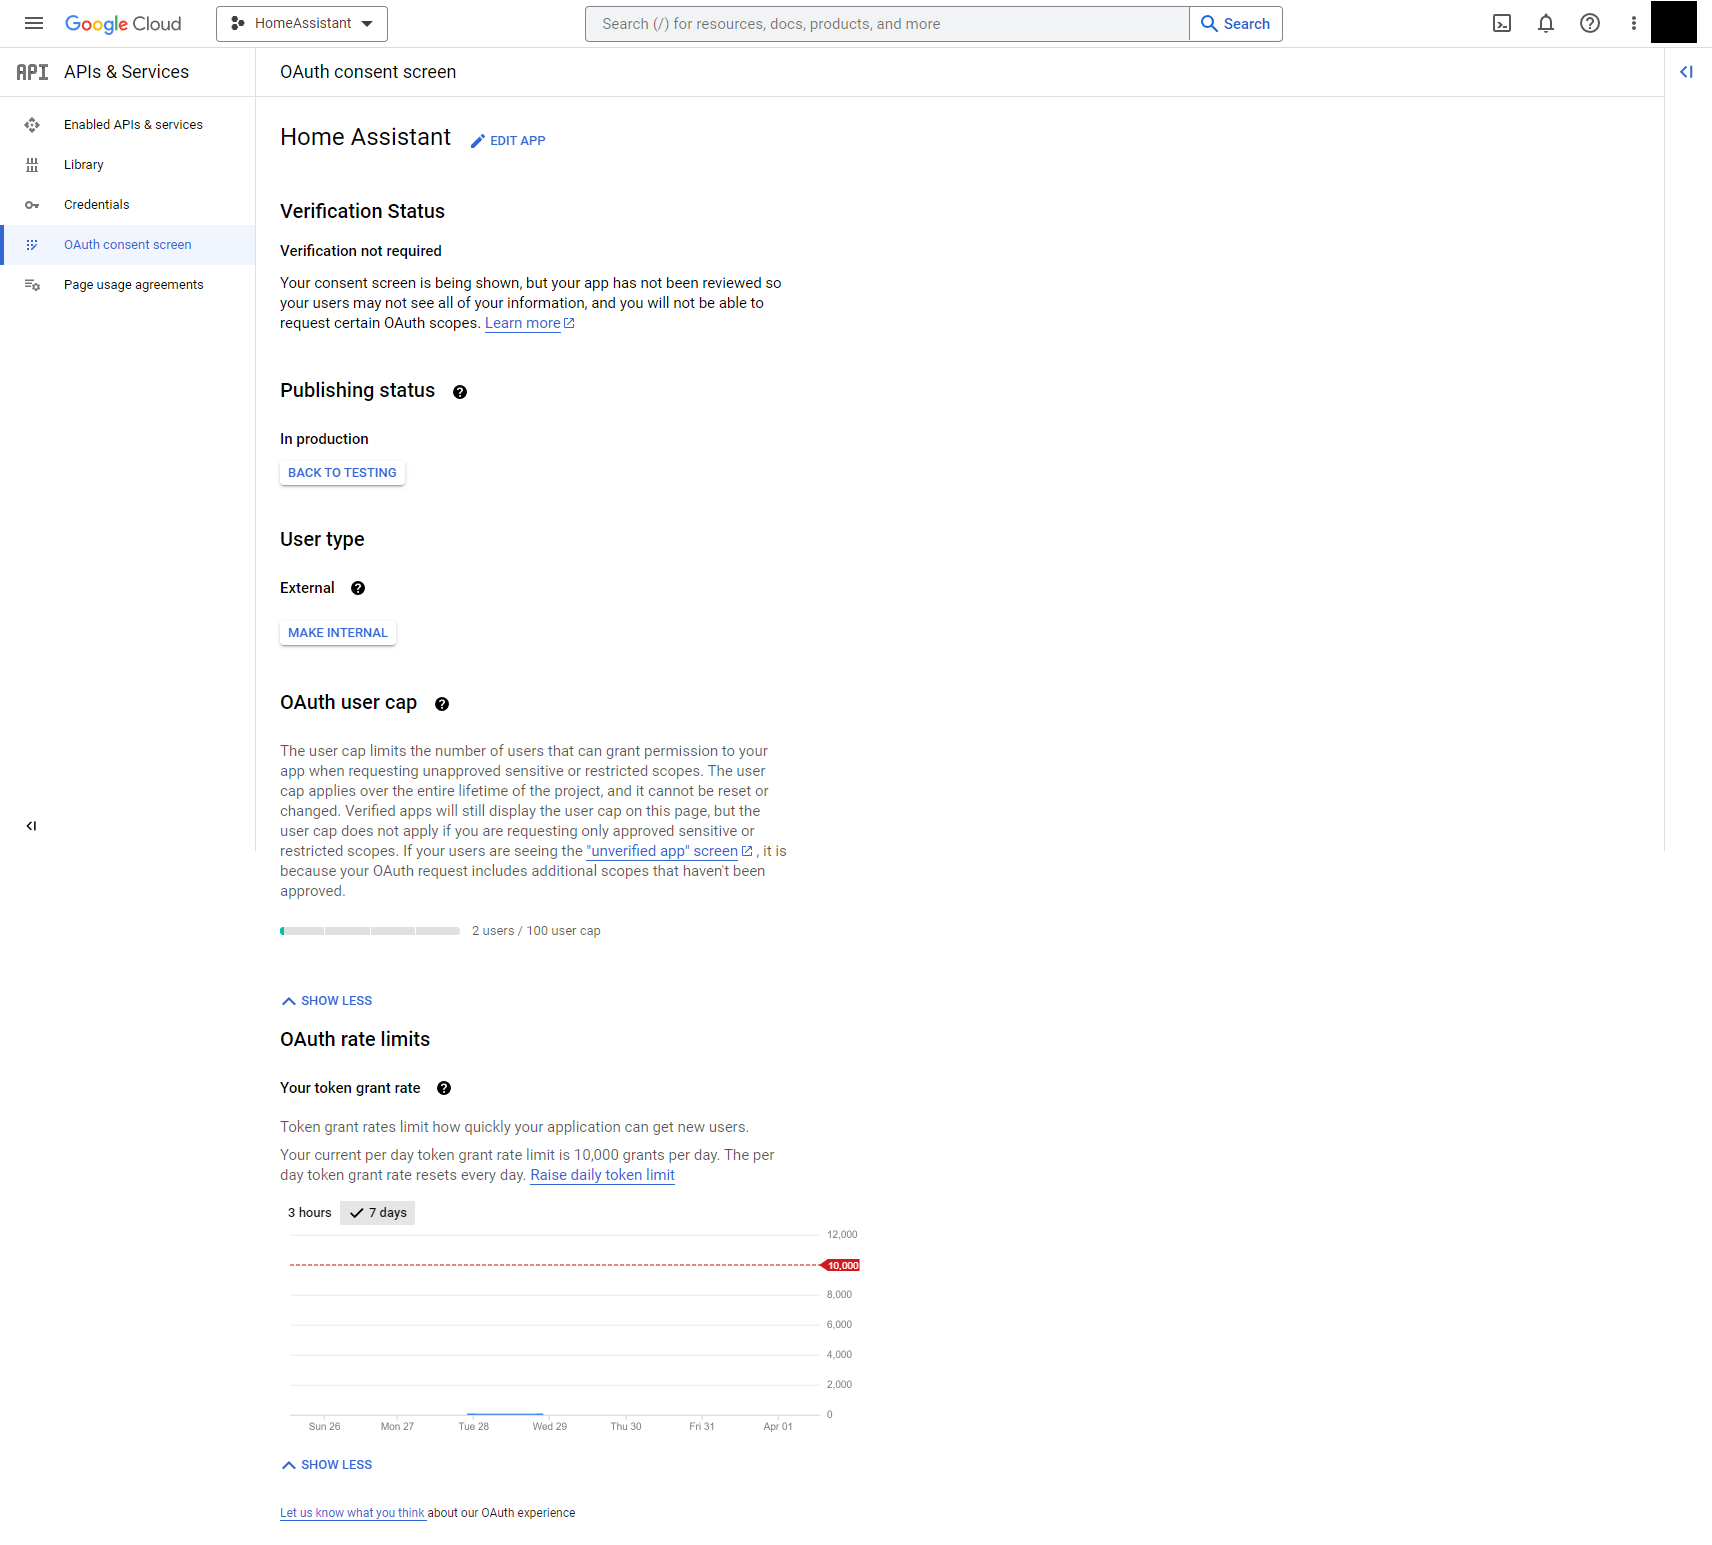 Google Cloud
HomeAssistant
Search (/) for resources, docs, products, and more
Search
API
APIs & Services
OAuth consent screen
Enabled APIs & services
Library
Credentials
OAuth consent screen
Page usage agreements
Home Assistant
EDIT APP
Verification Status
Verification not required
Your consent screen is being shown, but your app has not been reviewed so
your users may not see all of your information, and you will not be able to
request certain OAuth scopes. Learn more
Publishing status
In production
BACK TO TESTING
User type
External
MAKE INTERNAL
OAuth user cap
The user cap limits the number of users that can grant permission to your
app when requesting unapproved sensitive or restricted scopes. The user
cap applies over the entire lifetime of the project, and it cannot be reset or
changed. Verified apps will still display the user cap on this page, but the
user cap does not apply if you are requesting only approved sensitive or
restricted scopes. If your users are seeing the "unverified app" screen , it is
because your OAuth request includes additional scopes that haven't been
approved.
2 users / 100 user cap
SHOW LESS
OAuth rate limits
Your token grant rate
Token grant rates limit how quickly your application can get new users.
Your current per day token grant rate limit is 10,000 grants per day. The per
day token grant rate resets every day. Raise daily token limit
3 hours
7 days
12,000
10,000
8,000
6,000
4,000
2,000
0
Sun 26
Mon 27
Tue 28
Wed 29
Thu 30
Fri 31
Apr 01
SHOW LESS
Let us know what you think about our OAuth experience